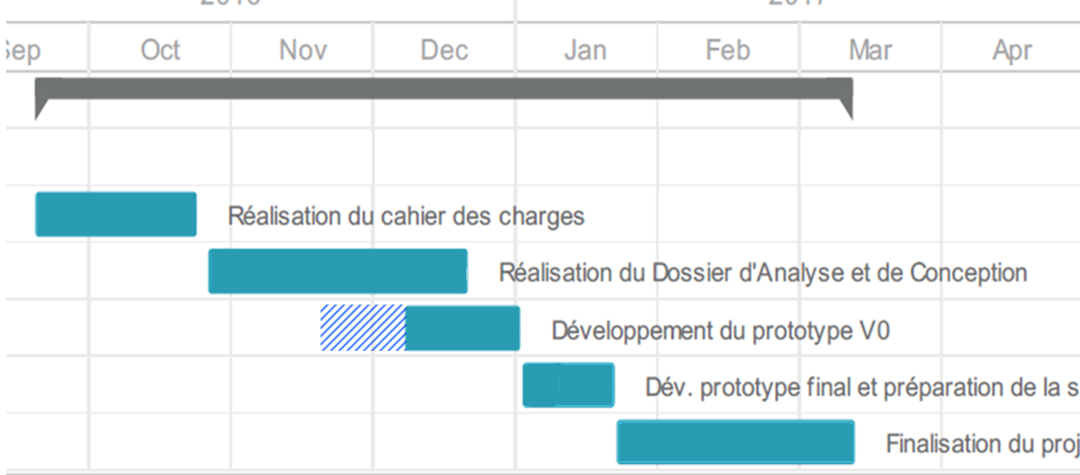 2017
Oct Nov Dec Jan Feb Mar Apr
Réalisation du cahier des charges
Réalisation du Dossier d'Analyse et de Conception
Développement du prototype V0
Dév. prototype final et préparation de la
Finalisation du